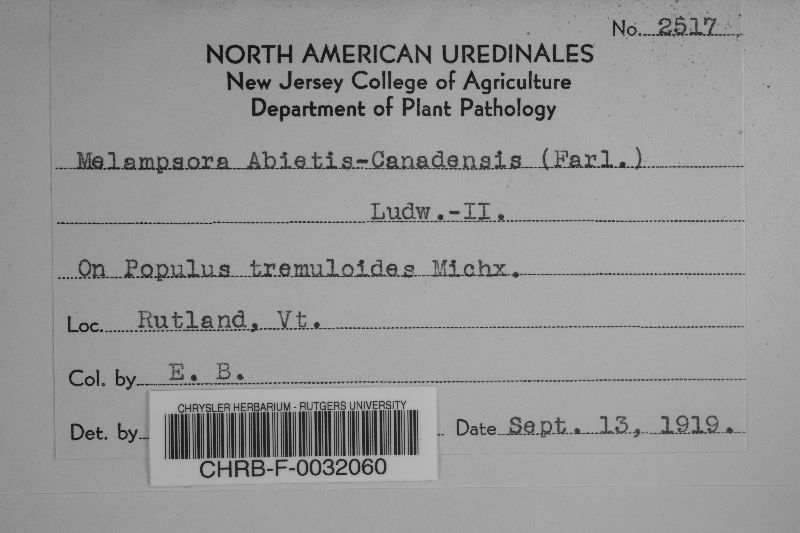 No. 2517
NORTH AMERICAN UREDINALES
New Jersey College of Agriculture
Department of Plant Pathology
Melampsora Abietis-Canadensis (Farl.)
Ludw.-II.
On Populus tremuloides Michx.
Loc. Rutland, Vt.
Col. by E. B.
Det. by Date Sept. 13, 1919.
CHRYSLER HERBARIUM - RUTGERS UNIVERSITY
CHRB-F-0032060